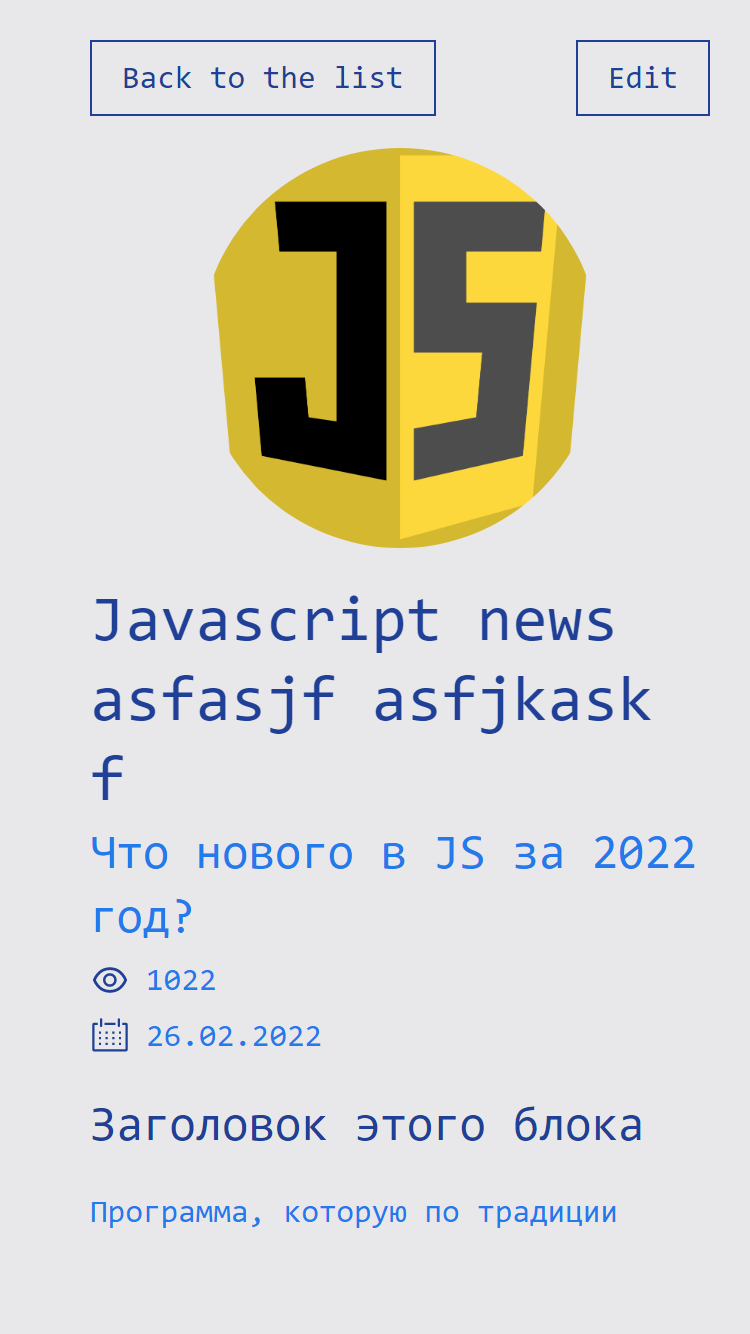 Back to the list
Edit
JS
Javascript news
asfasjf asfjkask
f
Что нового в JS за 2022
год?
1022
26.02.2022
Заголовок этого блока
Программа, которую по традиции